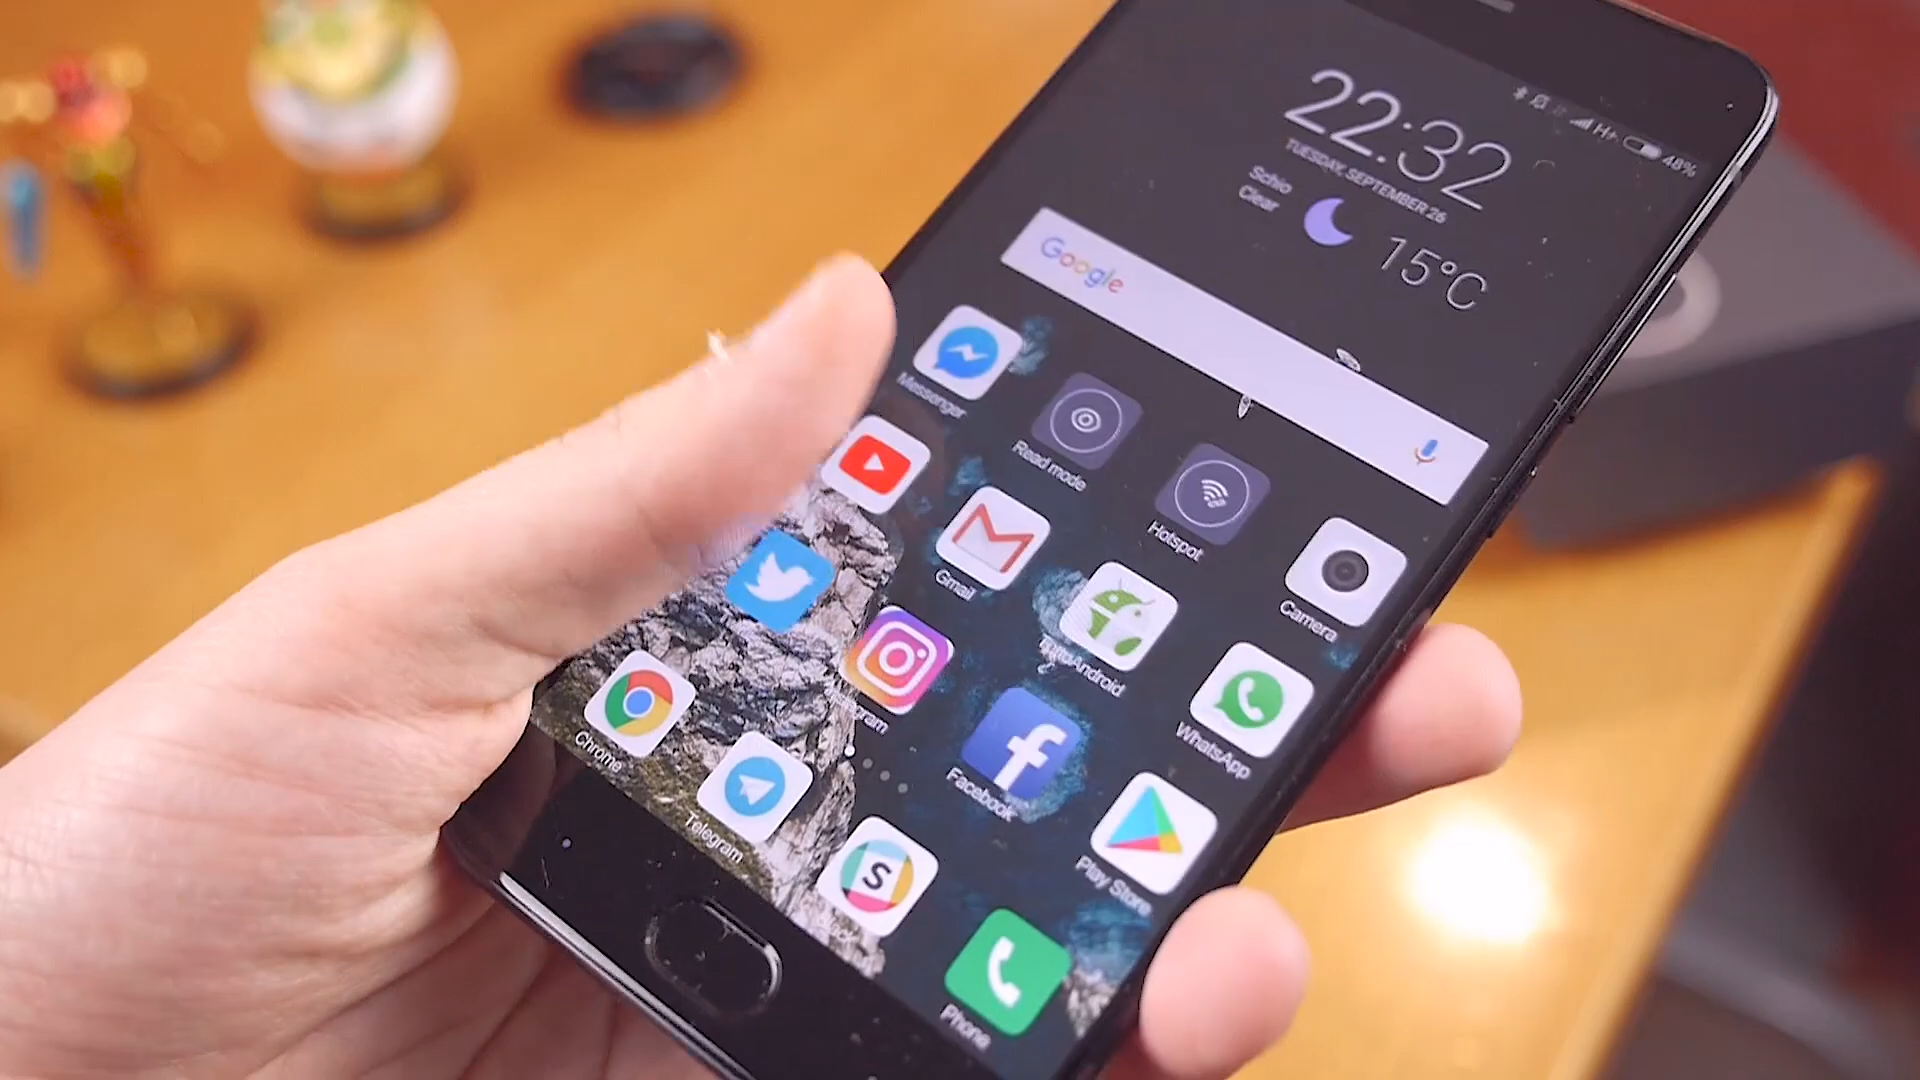 48%
H+
22:32
TUESDAY, SEPTEMBER 26
Schio
Clear
15°C
Google
Messenger
Read mode
Hotspot
Camera
Gmail
TuttoAndroid
WhatsApp
Facebook
Play Store
Chrome
Telegram
S
Phone